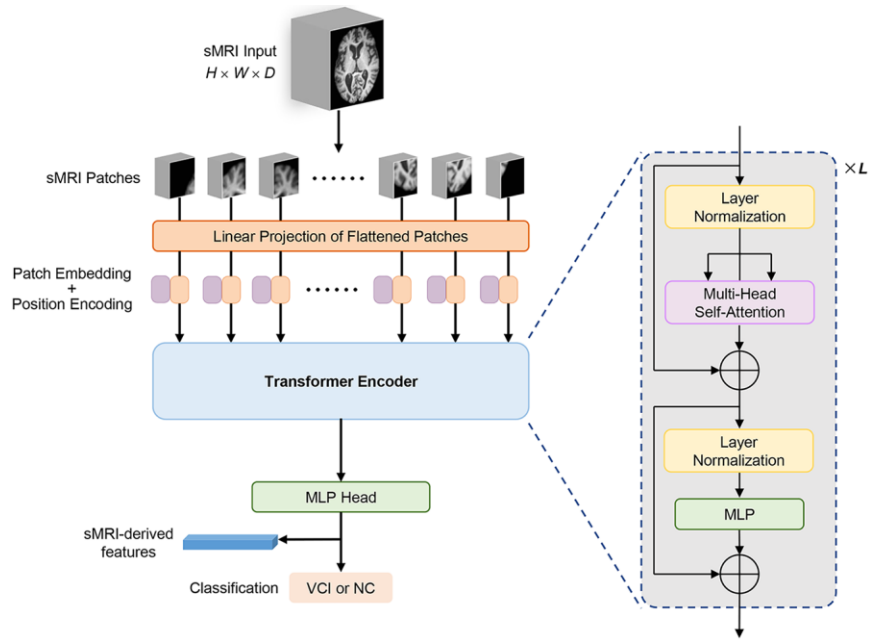 sMRI Input
H × W × D
sMRI Patches
Linear Projection of Flattened Patches
Patch Embedding
+
Position Encoding
Transformer Encoder
MLP Head
sMRI-derived
features
Classification
VCI or NC
× L
Layer
Normalization
Multi-Head
Self-Attention
Layer
Normalization
MLP